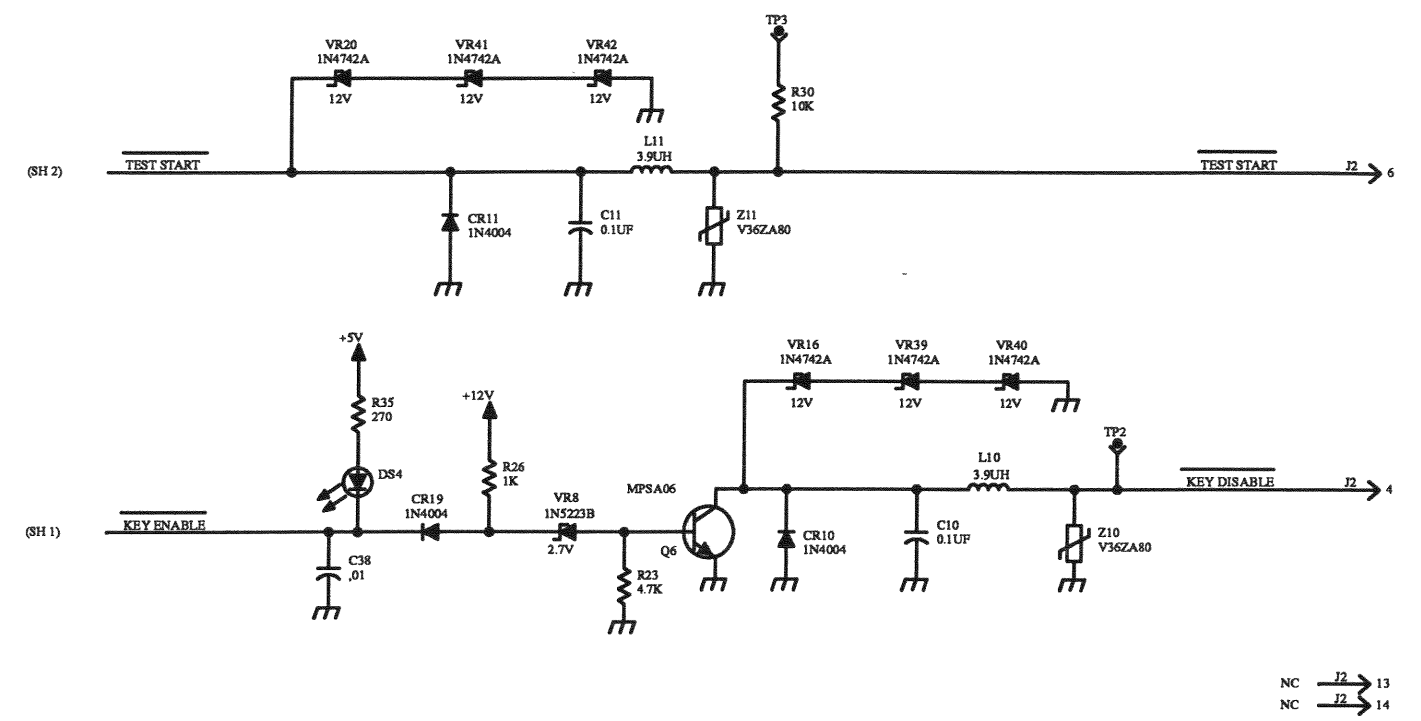 TP3
VR20
1N4742A
12V
VR41
1N4742A
12V
VR42
1N4742A
12V
R30
10K
L11
3.9UH
(SH 2)
TEST START
TEST START
J2
6
CR11
1N4004
C11
0.1UF
Z11
V36ZA80
+5V
R35
270
DS4
+12V
R26
1K
VR16
1N4742A
12V
VR39
1N4742A
12V
VR40
1N4742A
12V
TP2
L10
3.9UH
KEY DISABLE
J2
4
(SH 1)
KEY ENABLE
CR19
1N4004
VR8
1N5223B
2.7V
MPSA06
Q6
C38
,01
R23
4.7K
CR10
1N4004
C10
0.1UF
Z10
V36ZA80
NC J2 13
NC J2 14